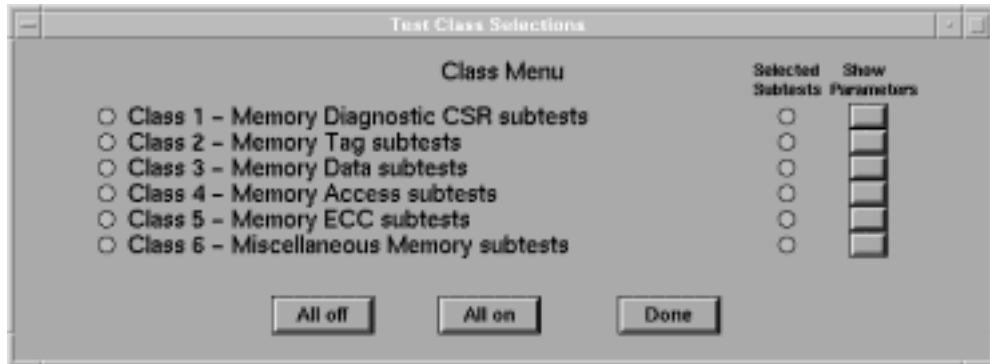 Test Class Selections
Class Menu
Selected Subtests
Show Parameters
Class 1 – Memory Diagnostic CSR subtests
Class 2 – Memory Tag subtests
Class 3 – Memory Data subtests
Class 4 – Memory Access subtests
Class 5 – Memory ECC subtests
Class 6 – Miscellaneous Memory subtests
All off
All on
Done